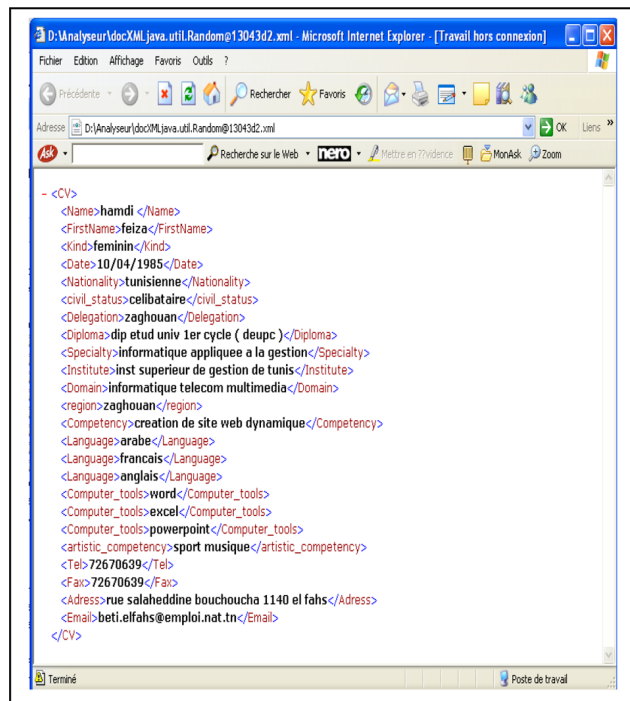 D:\Analyseur\docXMLjava.util.Random@13043d2.xml - Microsoft Internet Explorer - [Travail hors connexion]
Fichier Edition Affichage Favoris Outils ?
Précédente Rechercher Favoris
Adresse D:\Analyseur\docXMLjava.util.Random@13043d2.xml OK Liens »
Ask Recherche sur le Web nero Mettre en ??vidence MonAsk Zoom
- <CV>
<Name>hamdi </Name>
<FirstName>feiza</FirstName>
<Kind>feminin</Kind>
<Date>10/04/1985</Date>
<Nationality>tunisienne</Nationality>
<civil_status>celibataire</civil_status>
<Delegation>zaghouan</Delegation>
<Diploma>dip etud univ 1er cycle ( deupc )</Diploma>
<Specialty>informatique appliquee a la gestion</Specialty>
<Institute>inst superieur de gestion de tunis</Institute>
<Domain>informatique telecom multimedia</Domain>
<region>zaghouan</region>
<Competency>creation de site web dynamique</Competency>
<Language>arabe</Language>
<Language>francais</Language>
<Language>anglais</Language>
<Computer_tools>word</Computer_tools>
<Computer_tools>excel</Computer_tools>
<Computer_tools>powerpoint</Computer_tools>
<artistic_competency>sport musique</artistic_competency>
<Tel>72670639</Tel>
<Fax>72670639</Fax>
<Adress>rue salaheddine bouchoucha 1140 el fahs</Adress>
<Email>beti.elfahs@emploi.nat.tn</Email>
</CV>
Terminé Poste de travail